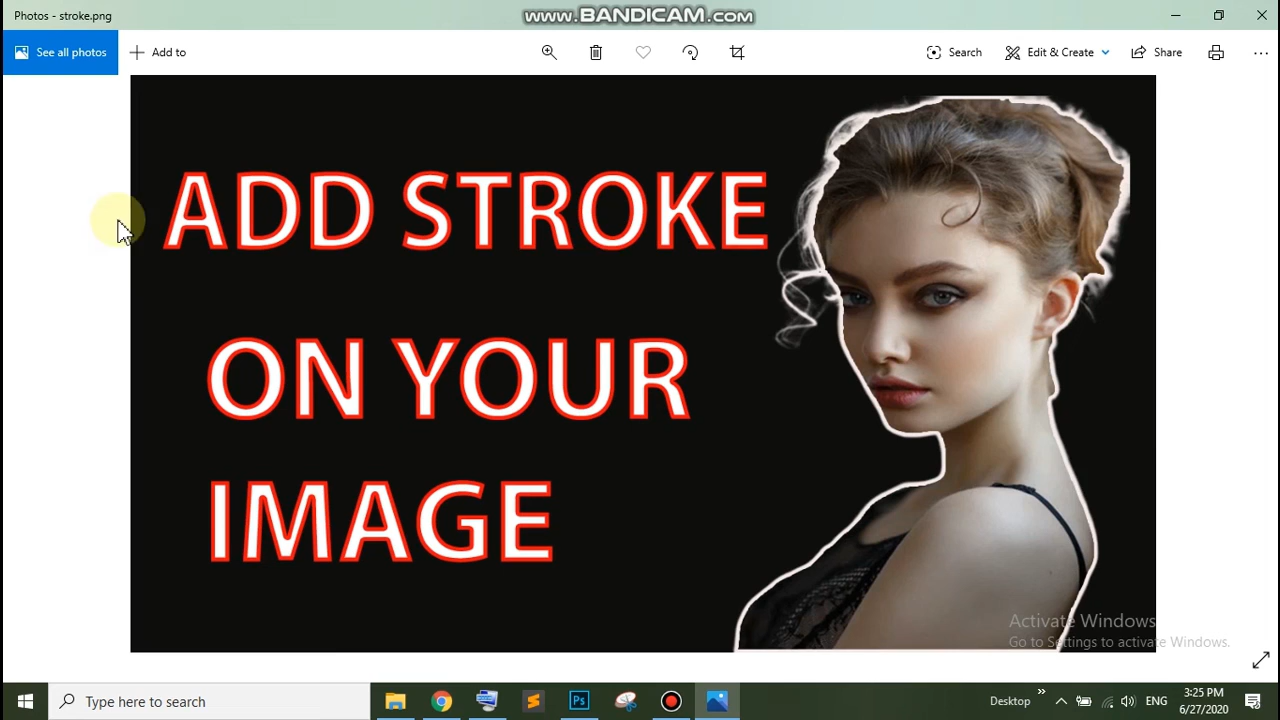 Photos - stroke.png
www.BANDICAM.com
See all photos
Add to
Search
Edit & Create
Share
ADD STROKE
ON YOUR
IMAGE
Activate Windows
Go to Settings to activate Windows.
Type here to search
Ps
Desktop
ENG
3:25 PM
6/27/2020